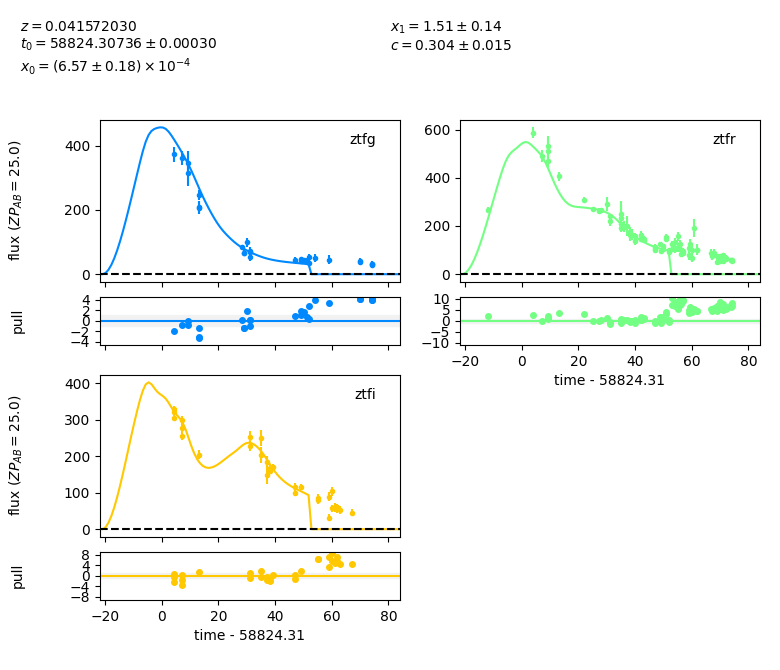 z = 0.041572030
t₀ = 58824.30736 ± 0.00030
x₀ = (6.57 ± 0.18) × 10⁻⁴
x₁ = 1.51 ± 0.14
c = 0.304 ± 0.015
flux (ZP_AB = 25.0)
400
200
0
ztfg
pull
4
2
0
−2
−4
600
400
200
0
ztfr
10
5
0
−5
−10
−20 0 20 40 60 80
time - 58824.31
flux (ZP_AB = 25.0)
400
300
200
100
0
ztfi
pull
8
4
0
−4
−8
−20 0 20 40 60 80
time - 58824.31